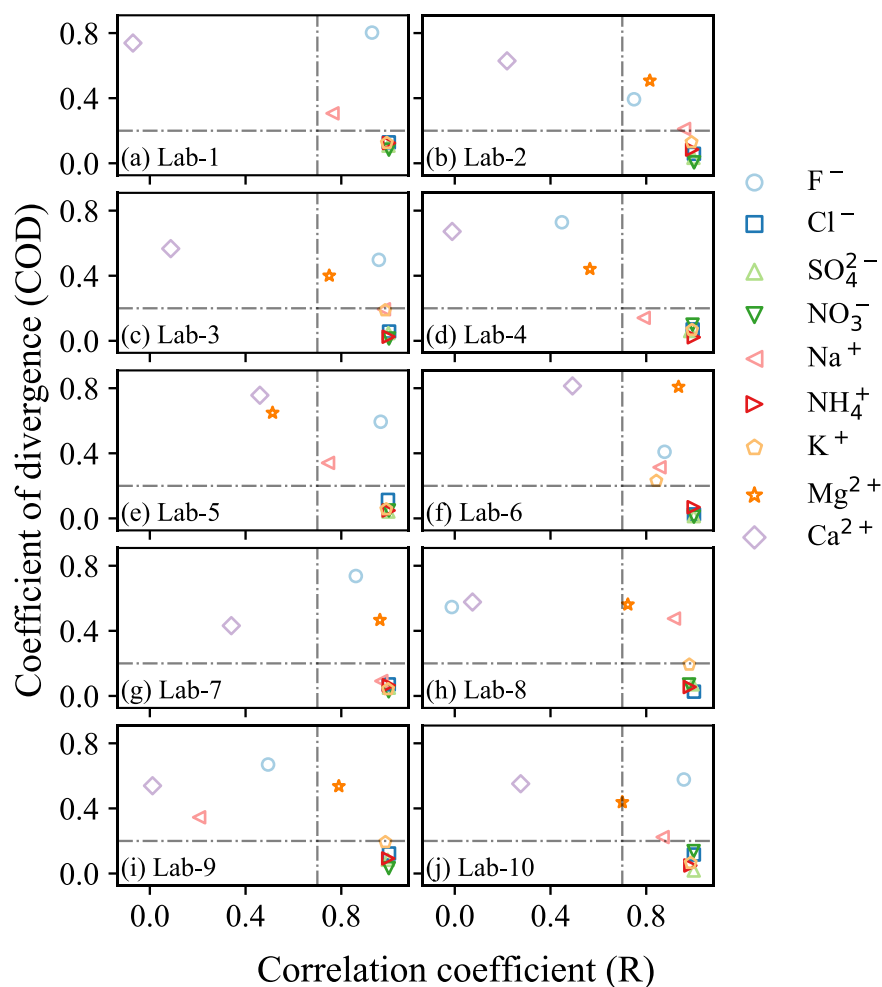 0.8
0.4
0.0
(a) Lab-1
(b) Lab-2
0.8
0.4
0.0
(c) Lab-3
(d) Lab-4
0.8
0.4
0.0
(e) Lab-5
(f) Lab-6
0.8
0.4
0.0
(g) Lab-7
(h) Lab-8
0.8
0.4
0.0
(i) Lab-9
(j) Lab-10
0.0 0.4 0.8
0.0 0.4 0.8
Correlation coefficient (R)
Coefficient of divergence (COD)
F⁻
Cl⁻
SO₄²⁻
NO₃⁻
Na⁺
NH₄⁺
K⁺
Mg²⁺
Ca²⁺